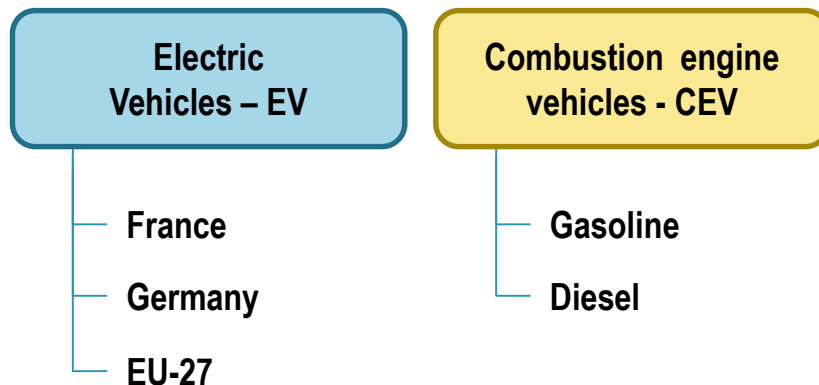 Electric
Vehicles – EV
France
Germany
EU-27
Combustion engine
vehicles - CEV
Gasoline
Diesel